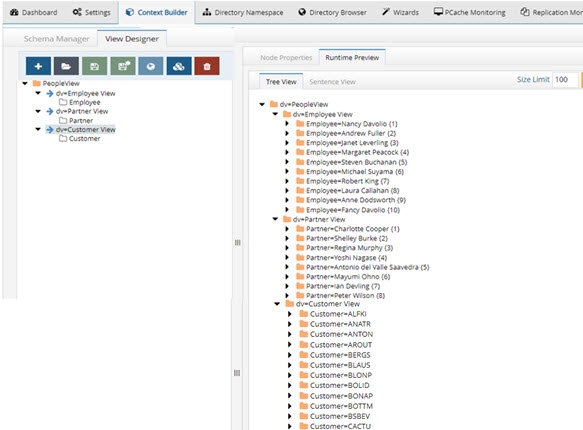 Dashboard Settings Context Builder Directory Namespace Directory Browser Wizards PCache Monitoring Replication Mon
Schema Manager View Designer
PeopleView
dv=Employee View
Employee
dv=Partner View
Partner
dv=Customer View
Customer
Node Properties Runtime Preview
Tree View Sentence View Size Limit 100
dv=PeopleView
dv=Employee View
Employee=Nancy Davolio (1)
Employee=Andrew Fuller (2)
Employee=Janet Leverling (3)
Employee=Margaret Peacock (4)
Employee=Steven Buchanan (5)
Employee=Michael Suyama (6)
Employee=Robert King (7)
Employee=Laura Callahan (8)
Employee=Anne Dodsworth (9)
Employee=Fancy Davolio (10)
dv=Partner View
Partner=Charlotte Cooper (1)
Partner=Shelley Burke (2)
Partner=Regina Murphy (3)
Partner=Yoshi Nagase (4)
Partner=Antonio del Valle Saavedra (5)
Partner=Mayumi Ohno (6)
Partner=Ian Devling (7)
Partner=Peter Wilson (8)
dv=Customer View
Customer=ALFKI
Customer=ANATR
Customer=ANTON
Customer=AROUT
Customer=BERGS
Customer=BLAUS
Customer=BLONP
Customer=BOLID
Customer=BONAP
Customer=BOTTM
Customer=BSBEV
Customer=CACTU